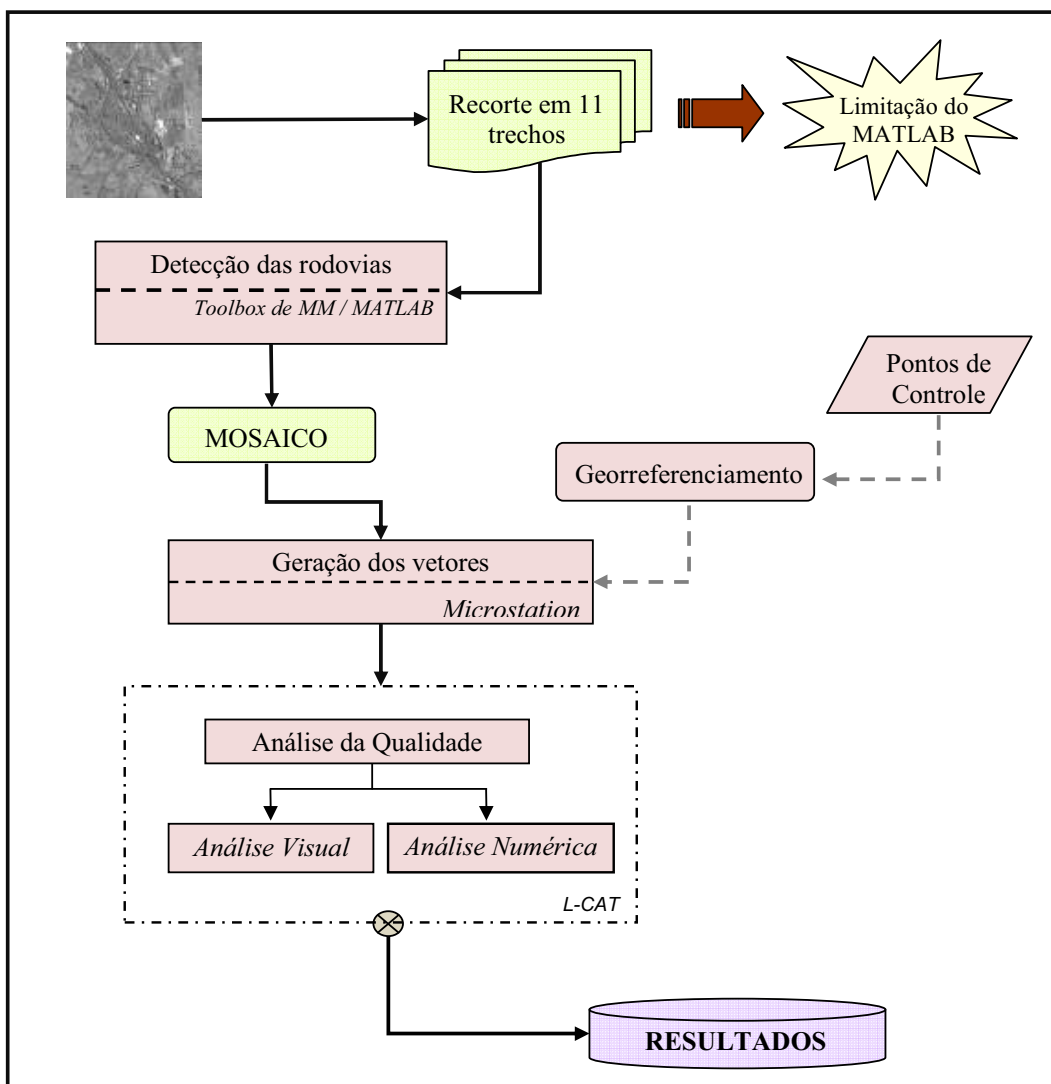 Recorte em 11
trechos
Limitação do
MATLAB
Detecção das rodovias
Toolbox de MM / MATLAB
Pontos de
Controle
MOSAICO
Georreferenciamento
Geração dos vetores
Microstation
Análise da Qualidade
Análise Visual
Análise Numérica
L-CAT
RESULTADOS